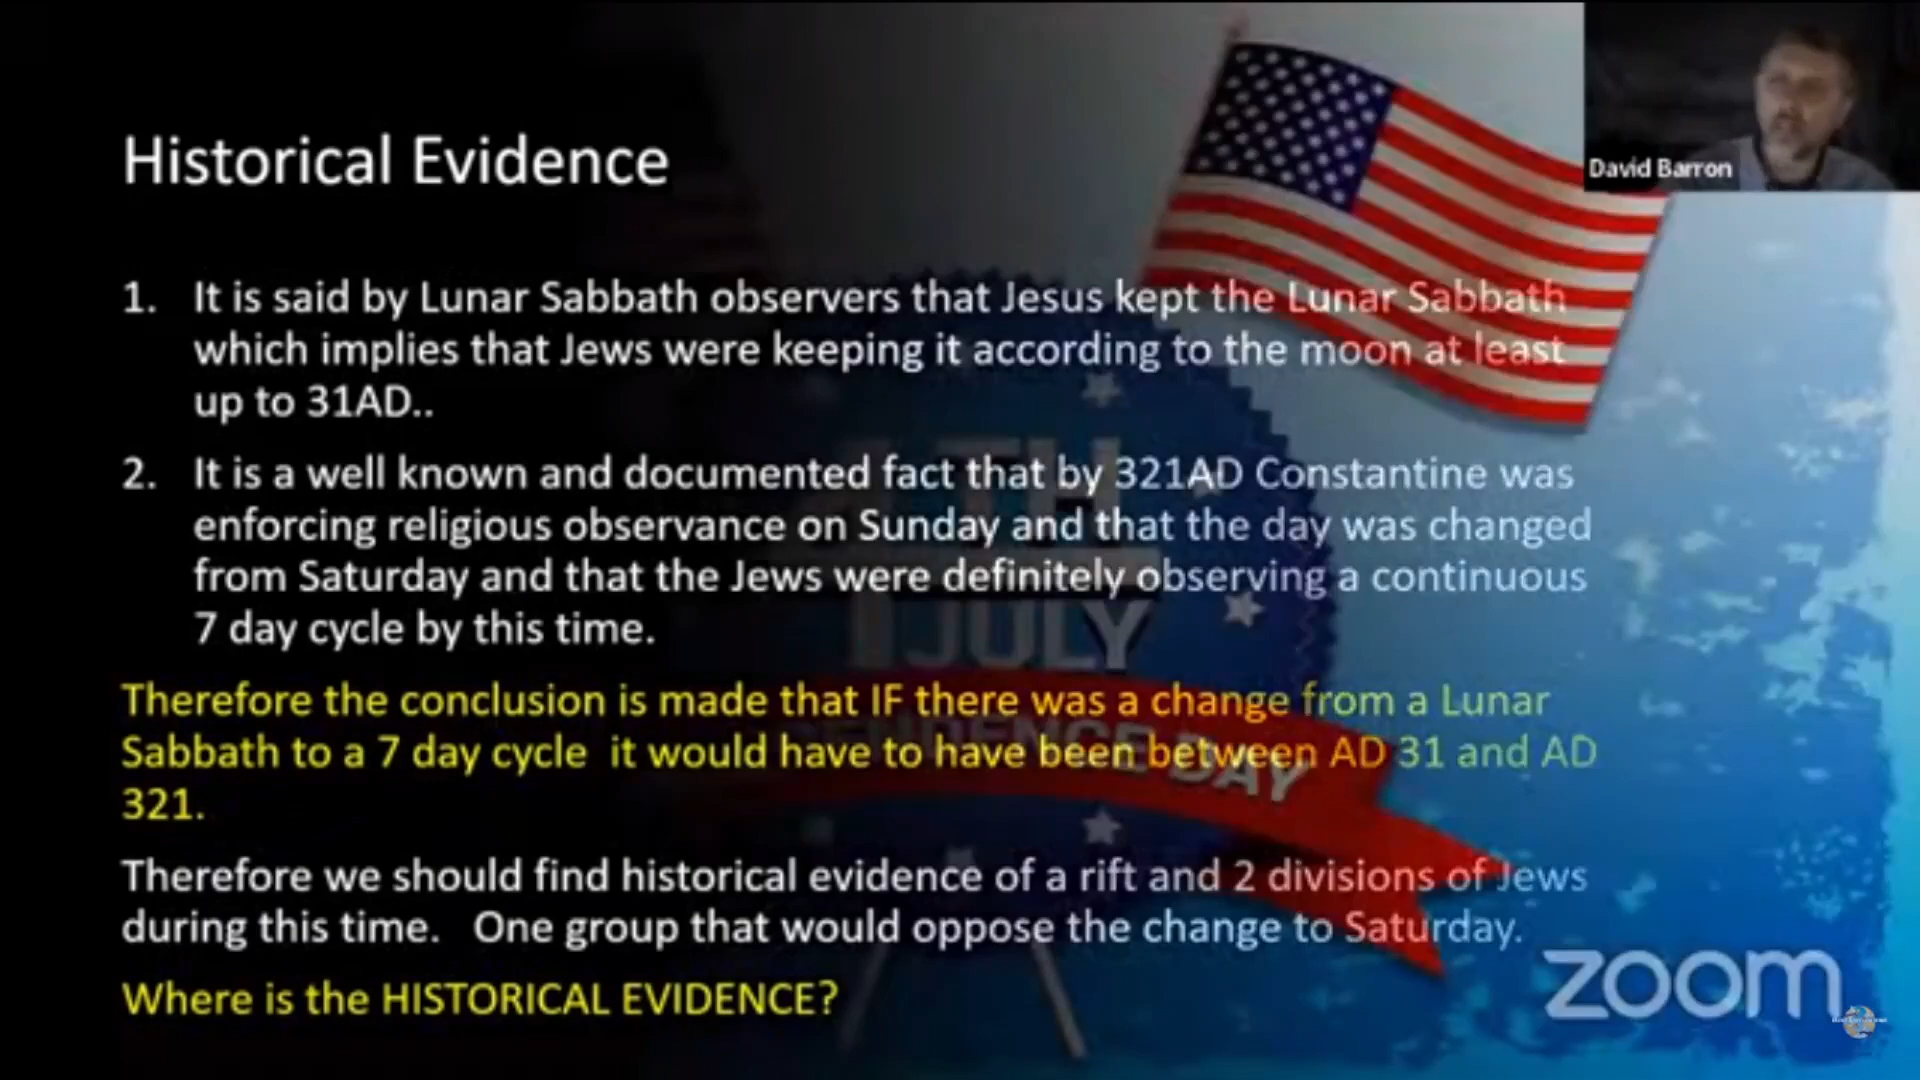 David Barron
Historical Evidence
1. It is said by Lunar Sabbath observers that Jesus kept the Lunar Sabbath
which implies that Jews were keeping it according to the moon at least
up to 31AD..
2. It is a well known and documented fact that by 321AD Constantine was
enforcing religious observance on Sunday and that the day was changed
from Saturday and that the Jews were definitely observing a continuous
7 day cycle by this time.
Therefore the conclusion is made that IF there was a change from a Lunar
Sabbath to a 7 day cycle it would have to have been between AD 31 and AD
321.
Therefore we should find historical evidence of a rift and 2 divisions of Jews
during this time. One group that would oppose the change to Saturday.
Where is the HISTORICAL EVIDENCE?
4TH
JULY
DAY
zoom